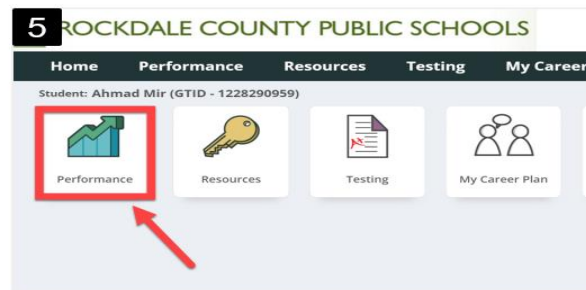 5
ROCKDALE COUNTY PUBLIC SCHOOLS
Home Performance Resources Testing My Career
Student: Ahmad Mir (GTID - 1228290959)
Performance Resources Testing My Career Plan